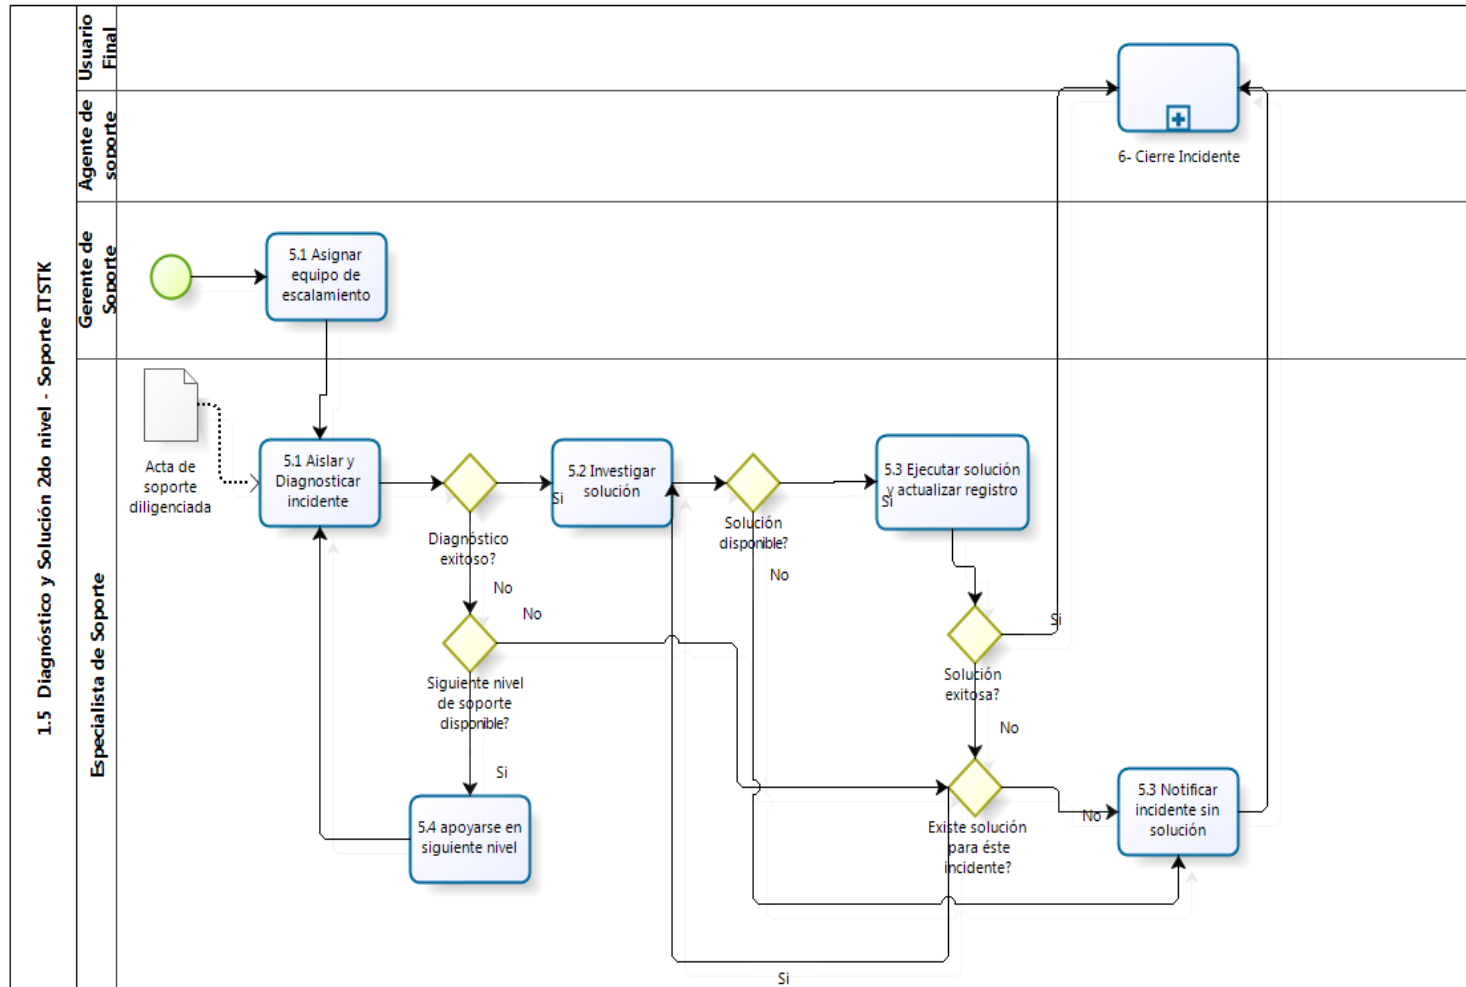 1.5 Diagnóstico y Solución 2do nivel - Soporte ITSTK
Usuario
Final
6- Cierre Incidente
Agente de
soporte
Gerente de
Soporte
5.1 Asignar
equipo de
escalamiento
Especialista de Soporte
Acta de
soporte
diligenciada
5.1 Aislar y
Diagnosticar
incidente
Diagnóstico
exitoso?
Si
No
5.2 Investigar
solución
Solución
disponible?
Si
No
5.3 Ejecutar solución
y actualizar registro
Solución
exitosa?
Si
No
No
Siguiente nivel
de soporte
disponible?
Si
5.4 apoyarse en
siguiente nivel
Existe solución
para éste
incidente?
No
Si
5.3 Notificar
incidente sin
solución